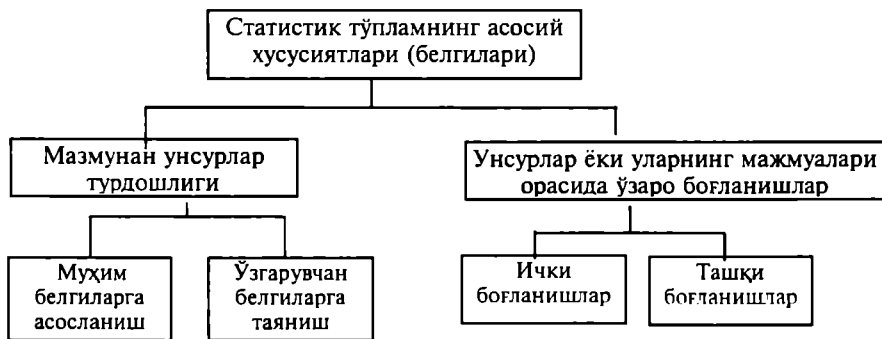 Статистик тўпламнинг асосий
хусусиятлари (белгилари)
Мазмунан унсурлар
турдошлиги
Унсурлар ёки уларнинг мажмуалари
орасида ўзаро боғланишлар
Муҳим
белгиларга
асосланиш
Ўзгарувчан
белгиларга
таяниш
Ички
боғланишлар
Ташқи
боғланишлар